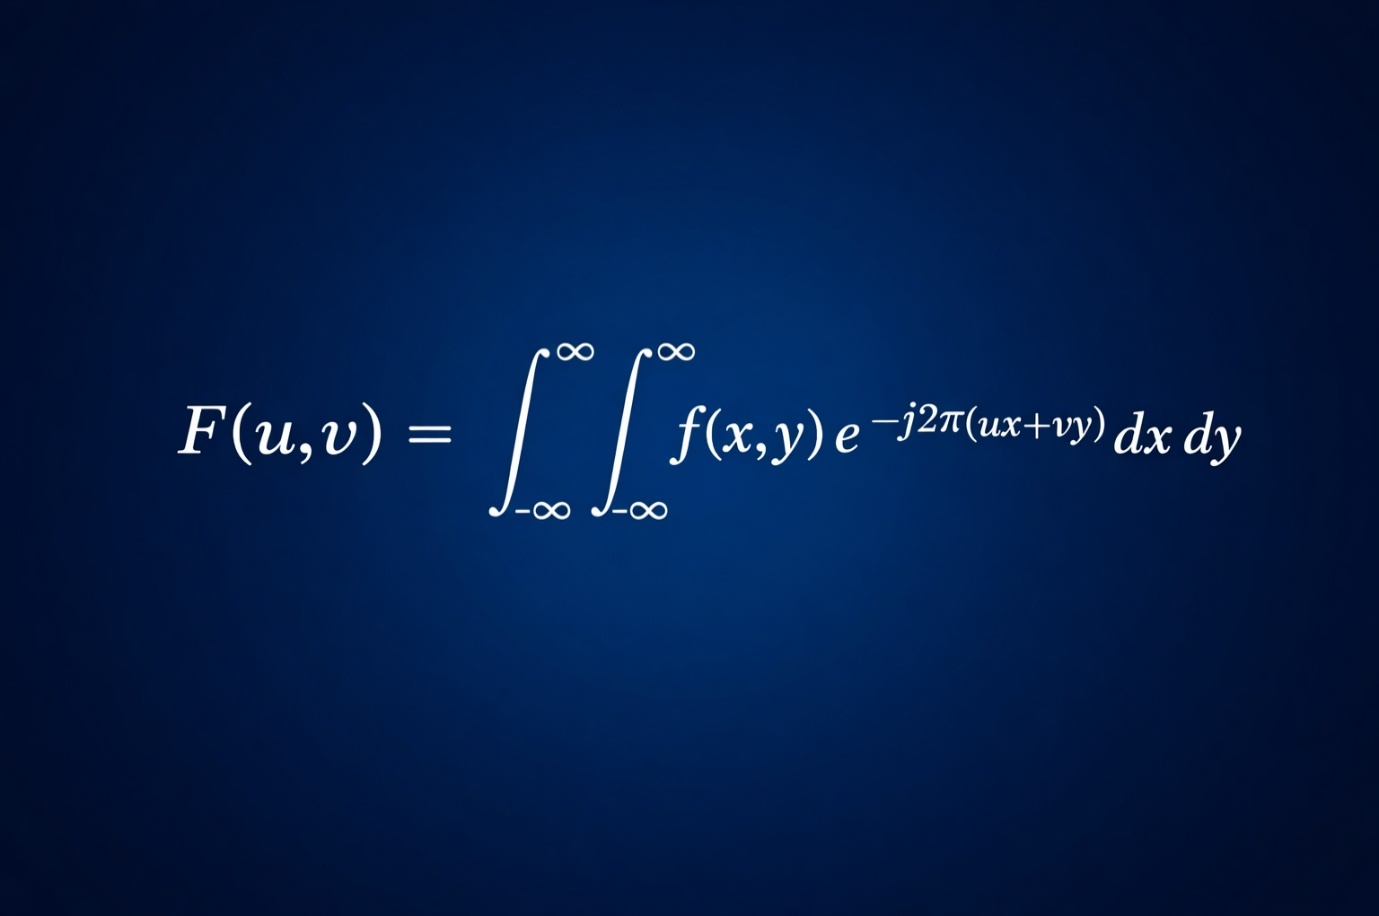 F(u,v) = ∫_{-∞}^{∞} ∫_{-∞}^{∞} f(x,y) e^{-j2π(ux+vy)} dx dy